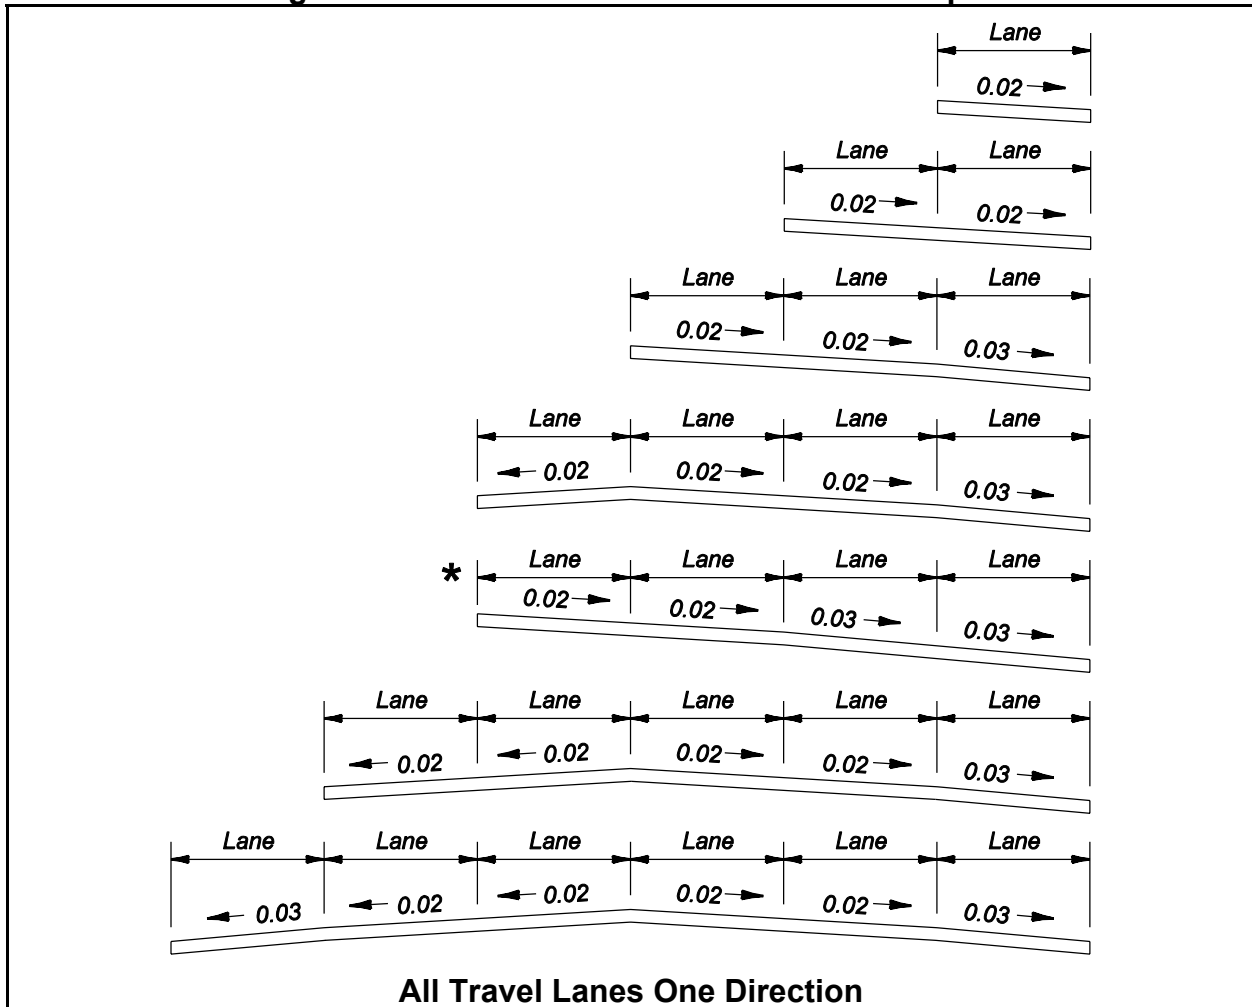 Lane
0.02
Lane Lane
0.02 0.02
Lane Lane Lane
0.02 0.02 0.03
Lane Lane Lane Lane
0.02 0.02 0.02 0.03
* Lane Lane Lane Lane
0.02 0.02 0.03 0.03
Lane Lane Lane Lane Lane
0.02 0.02 0.02 0.02 0.03
Lane Lane Lane Lane Lane Lane
0.03 0.02 0.02 0.02 0.02 0.03
All Travel Lanes One Direction